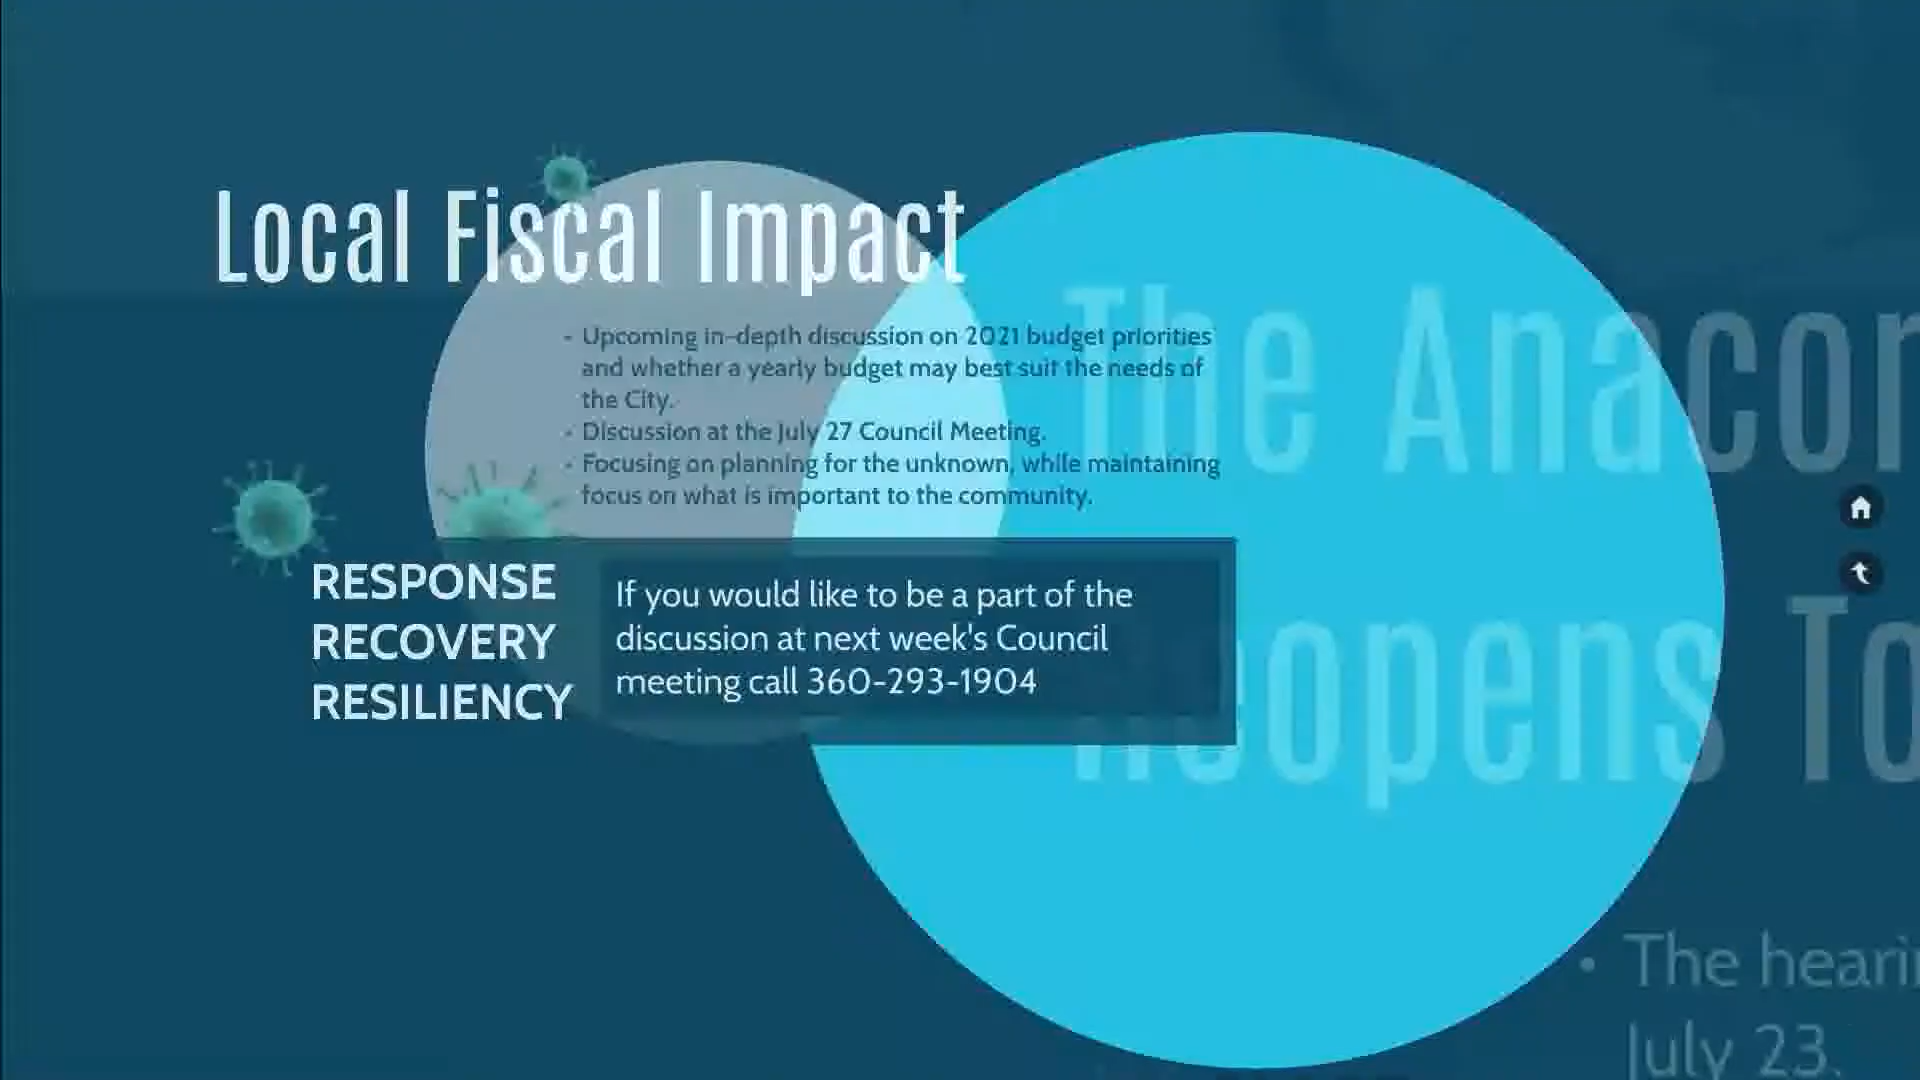 Local Fiscal Impact
- Upcoming in-depth discussion on 2021 budget priorities
and whether a yearly budget may best suit the needs of
the City.
- Discussion at the July 27 Council Meeting.
- Focusing on planning for the unknown, while maintaining
focus on what is important to the community.
RESPONSE
RECOVERY
RESILIENCY
If you would like to be a part of the
discussion at next week's Council
meeting call 360-293-1904
The Anacor
Reopens To
• The hearin
July 23.